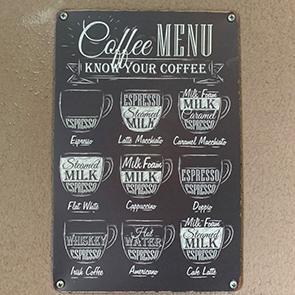 Coffee MENU
KNOW YOUR COFFEE
ESPRESSO
Espresso
ESPRESSO
Steamed
MILK
Latte Macchiato
Milk Foam
MILK
Caramel
ESPRESSO
Caramel Macchiato
Steamed
MILK
ESPRESSO
Flat White
Milk Foam
MILK
ESPRESSO
Cappuccino
ESPRESSO
ESPRESSO
Doppio
WHISKEY
ESPRESSO
Irish Coffee
Hot
WATER
ESPRESSO
Americano
Milk Foam
Steamed
MILK
ESPRESSO
Cafe Latte